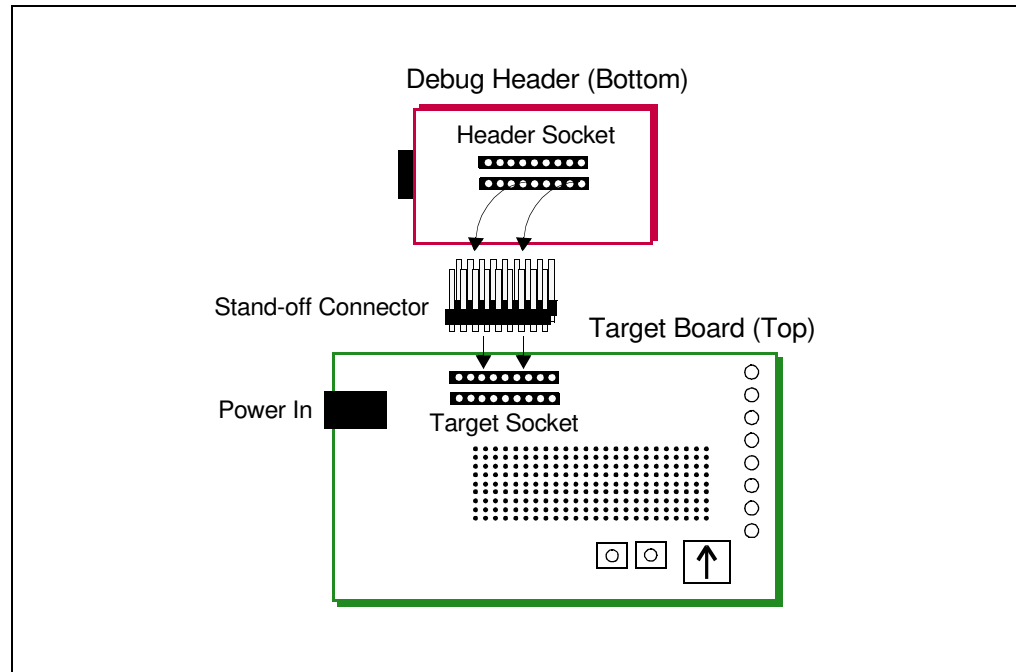 Debug Header (Bottom)
Header Socket
Stand-off Connector
Target Board (Top)
Power In
Target Socket